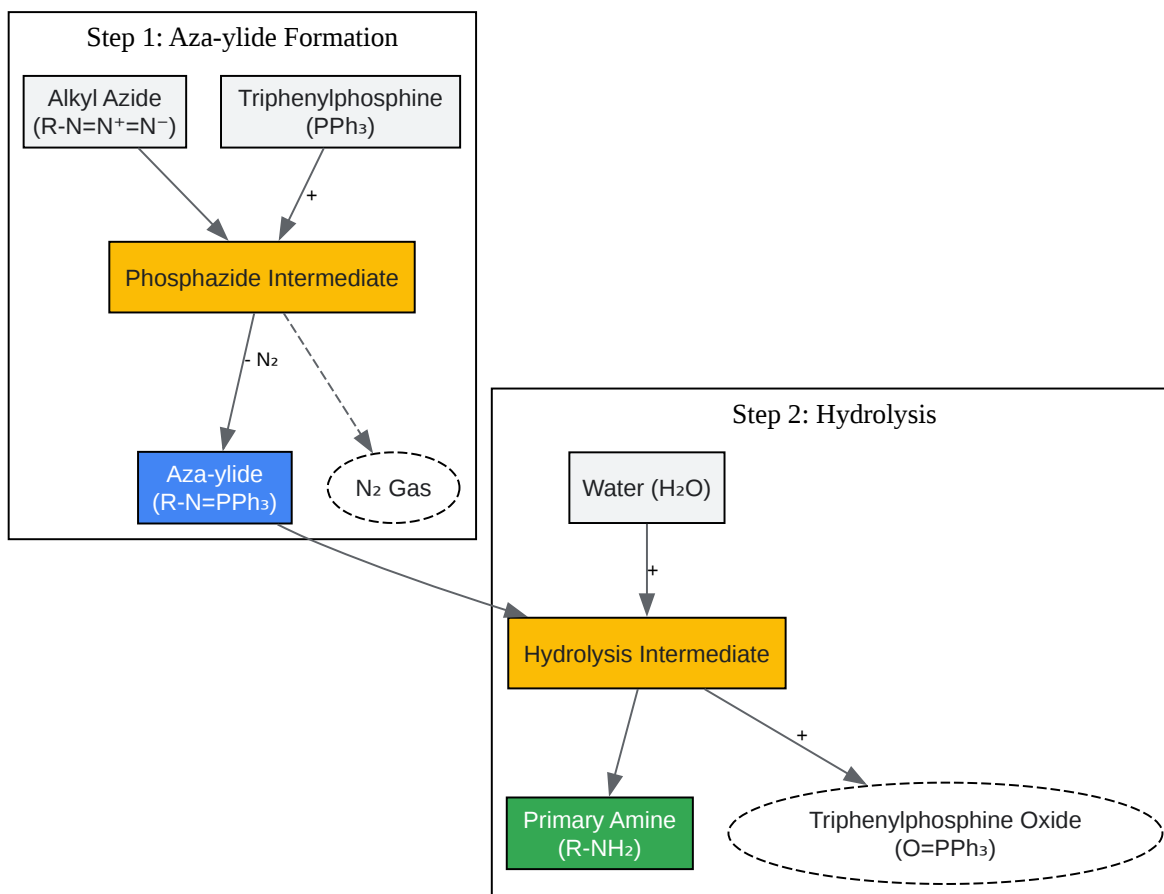 Step 1: Aza-ylide Formation
Alkyl Azide
(R-N=N⁺=N⁻)
Triphenylphosphine
(PPh₃)
+
Phosphazide Intermediate
- N₂
Aza-ylide
(R-N=PPh₃)
N₂ Gas
Step 2: Hydrolysis
Water (H₂O)
+
Hydrolysis Intermediate
+
Primary Amine
(R-NH₂)
Triphenylphosphine Oxide
(O=PPh₃)